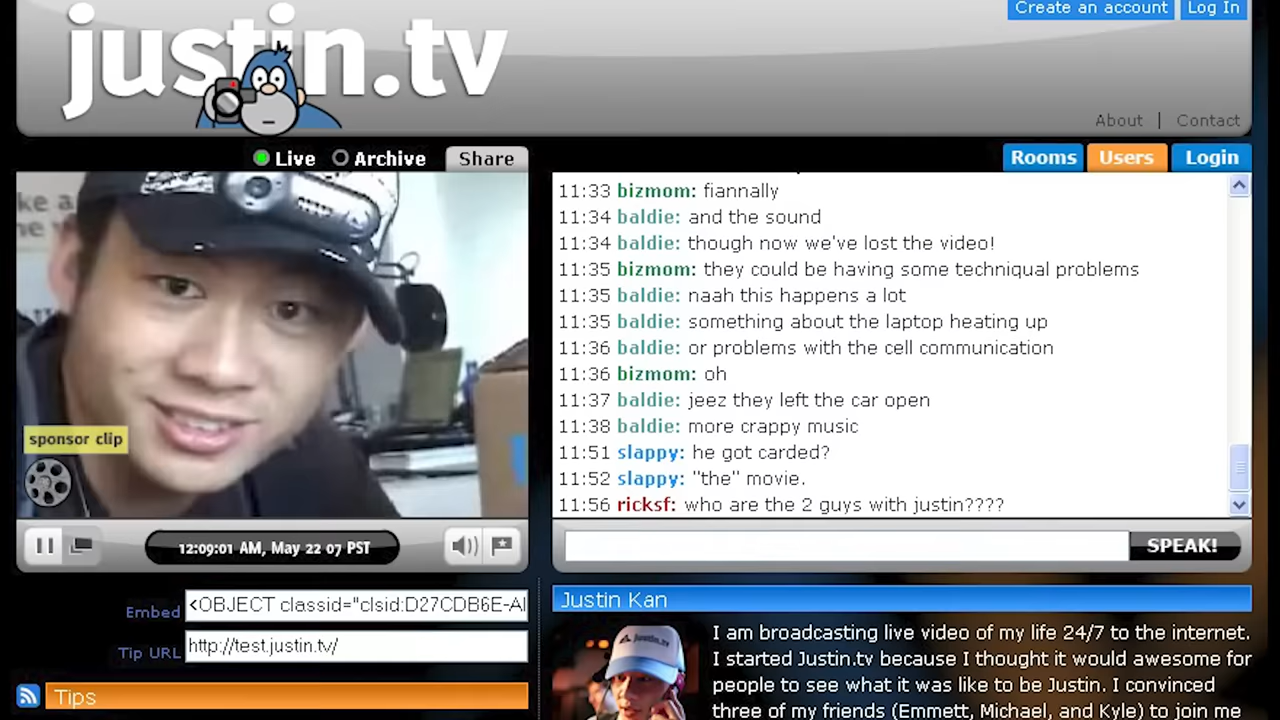 Create an account Log In
justin.tv
About | Contact
Live Archive Share
Rooms Users Login
11:33 bizmom: fiannally
11:34 baldie: and the sound
11:34 baldie: though now we've lost the video!
11:35 bizmom: they could be having some techniqual problems
11:35 baldie: naah this happens a lot
11:35 baldie: something about the laptop heating up
11:36 baldie: or problems with the cell communication
11:36 bizmom: oh
11:37 baldie: jeez they left the car open
11:38 baldie: more crappy music
11:51 slappy: he got carded?
11:52 slappy: "the" movie.
11:56 ricksf: who are the 2 guys with justin????
sponsor clip
12:09:01 AM, May 22 07 PST
SPEAK!
Embed <OBJECT classid="clsid:D27CDB6E-AI
Tip URL http://test.justin.tv/
Tips
Justin Kan
justin.tv
I am broadcasting live video of my life 24/7 to the internet.
I started Justin.tv because I thought it would awesome for
people to see what it was like to be Justin. I convinced
three of my friends (Emmett, Michael, and Kyle) to join me